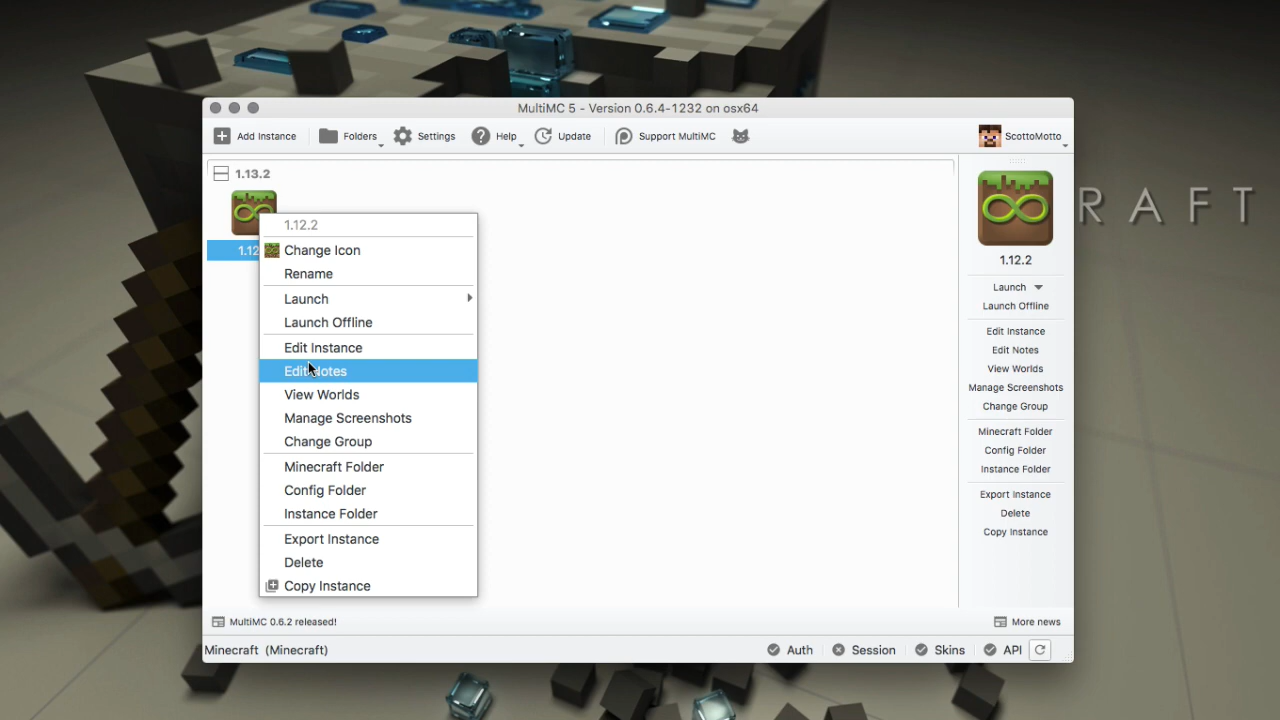 MultiMC 5 - Version 0.6.4-1232 on osx64
Add Instance Folders Settings Help Update Support MultiMC ScottoMotto
1.13.2
RAFT
1.12
1.12.2
Change Icon
Rename
Launch
Launch Offline
Edit Instance
Edit Notes
View Worlds
Manage Screenshots
Change Group
Minecraft Folder
Config Folder
Instance Folder
Export Instance
Delete
Copy Instance
1.12.2
Launch
Launch Offline
Edit Instance
Edit Notes
View Worlds
Manage Screenshots
Change Group
Minecraft Folder
Config Folder
Instance Folder
Export Instance
Delete
Copy Instance
MultiMC 0.6.2 released! More news
Minecraft (Minecraft) Auth Session Skins API